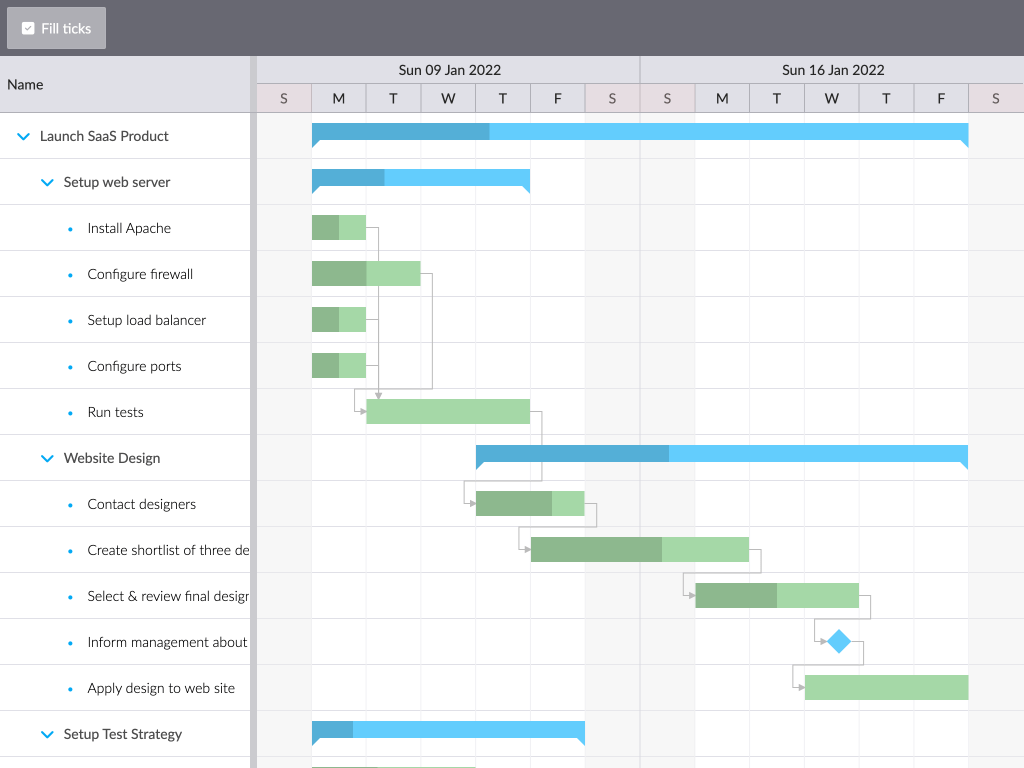 Fill ticks
Name
Sun 09 Jan 2022
Sun 16 Jan 2022
S M T W T F S S M T W T F S
Launch SaaS Product
Setup web server
Install Apache
Configure firewall
Setup load balancer
Configure ports
Run tests
Website Design
Contact designers
Create shortlist of three de
Select & review final design
Inform management about
Apply design to web site
Setup Test Strategy